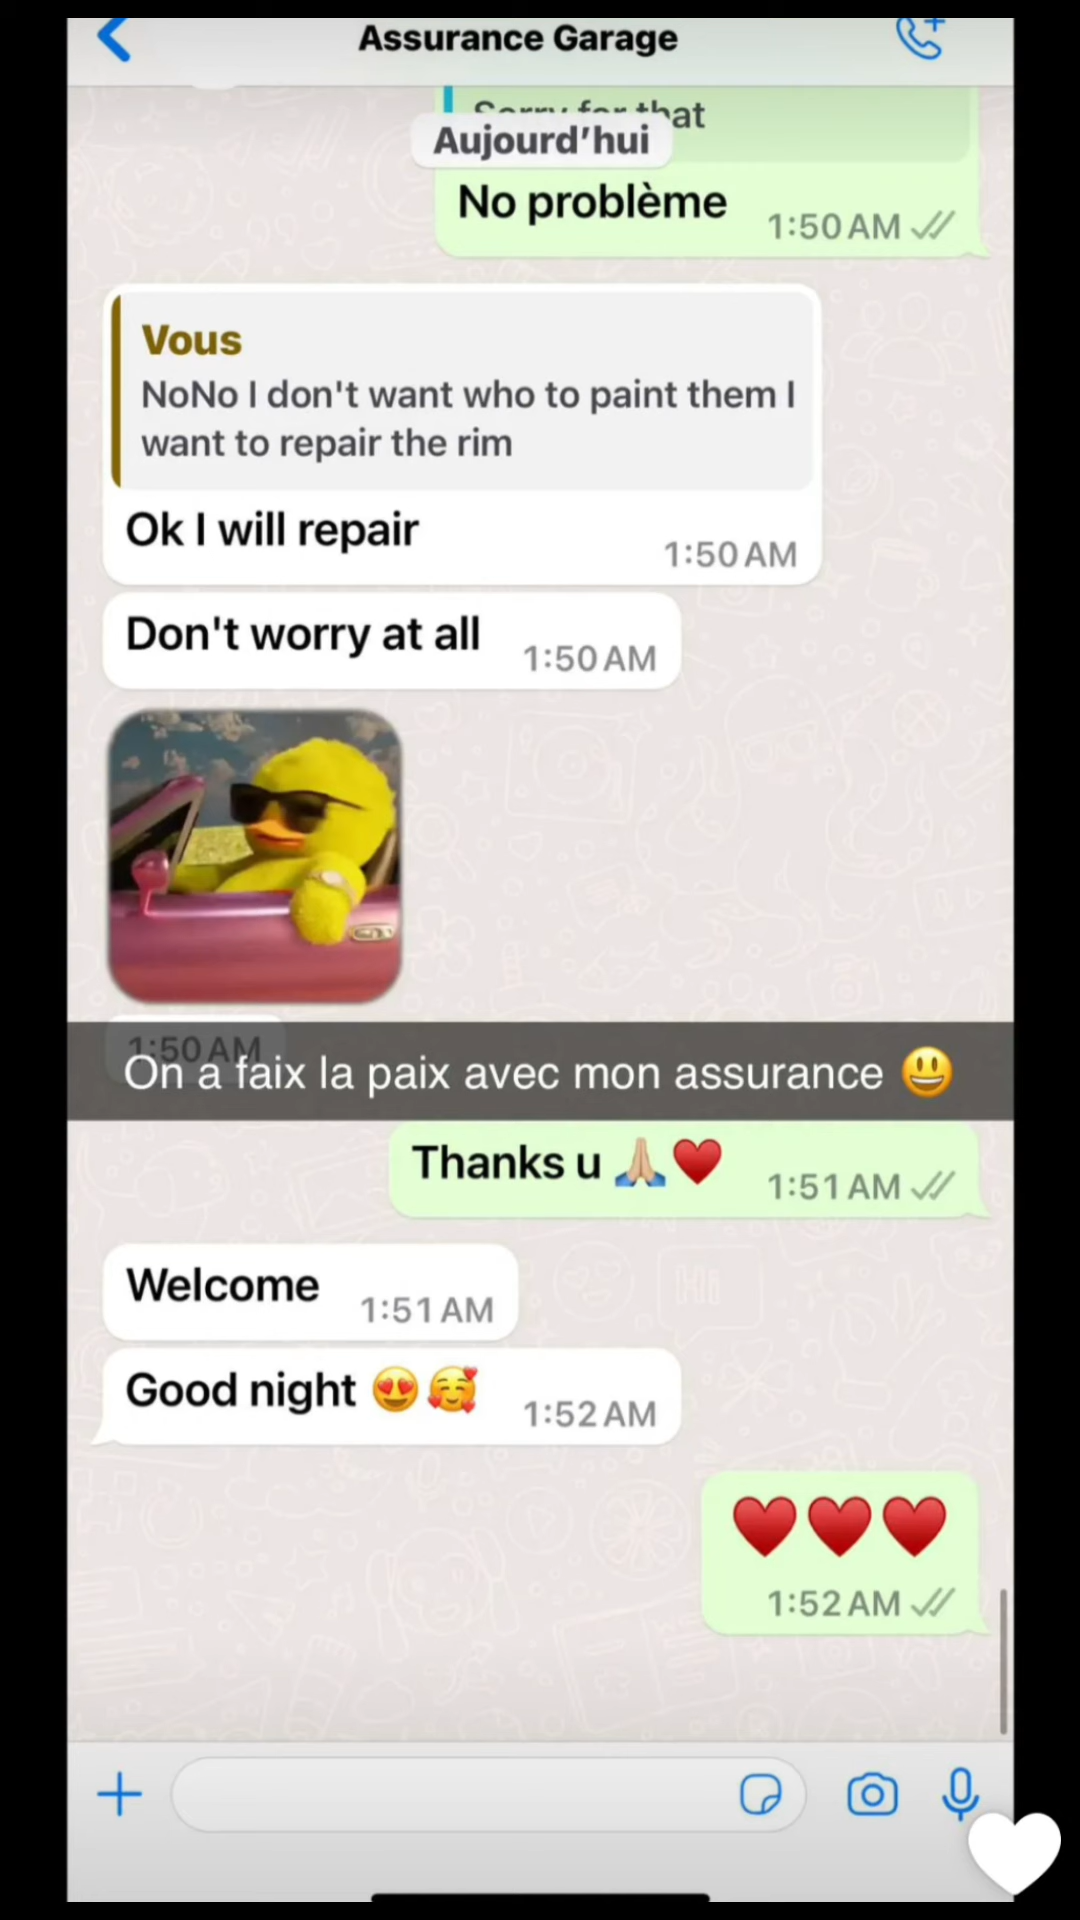 Assurance Garage
Sorry for that
Aujourd'hui
No problème
1:50 AM
Vous
NoNo I don't want who to paint them I
want to repair the rim
Ok I will repair
1:50 AM
Don't worry at all
1:50 AM
1:50 AM
On a faix la paix avec mon assurance 😃
Thanks u 🙏🏼❤️
1:51 AM
Welcome
1:51 AM
Good night 😍🥰
1:52 AM
❤️❤️❤️
1:52 AM